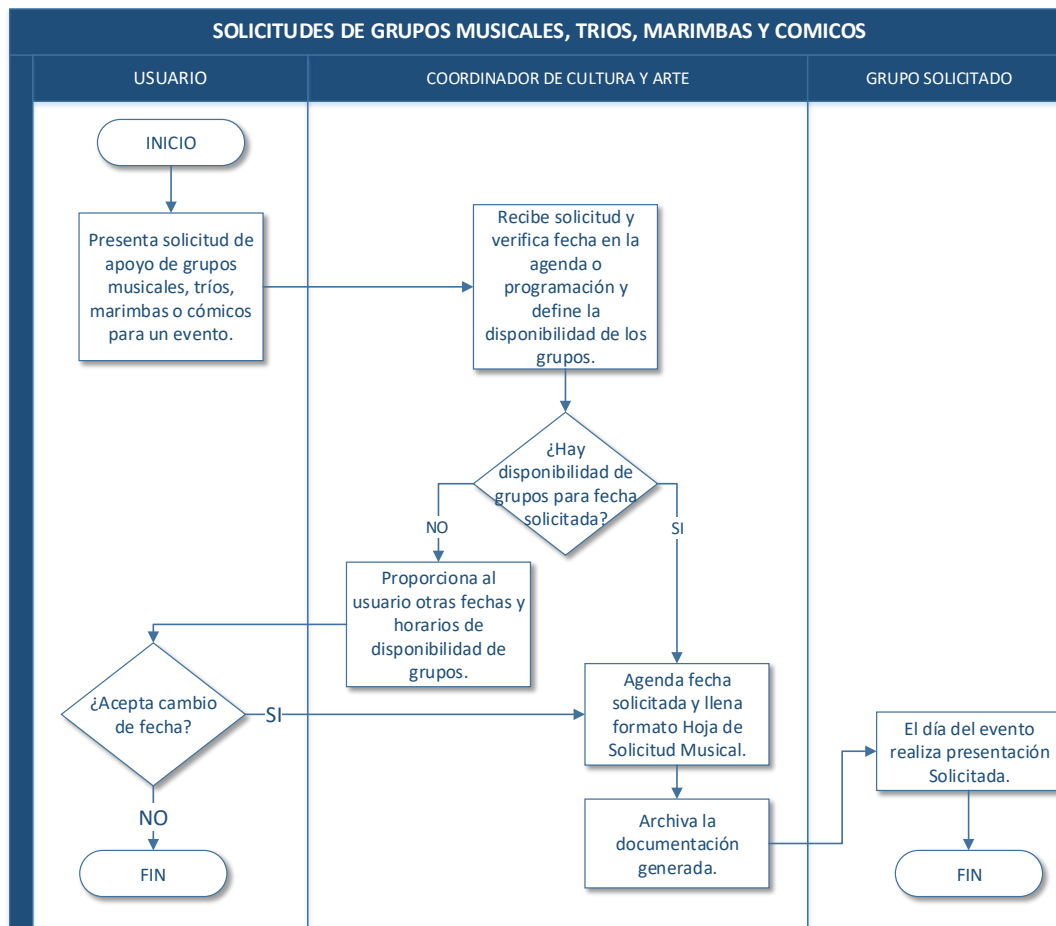 SOLICITUDES DE GRUPOS MUSICALES, TRIOS, MARIMBAS Y COMICOS
USUARIO
COORDINADOR DE CULTURA Y ARTE
GRUPO SOLICITADO
INICIO
Presenta solicitud de
apoyo de grupos
musicales, tríos,
marimbas o cómicos
para un evento.
Recibe solicitud y
verifica fecha en la
agenda o
programación y
define la
disponibilidad de los
grupos.
¿Hay
disponibilidad de
grupos para fecha
solicitada?
NO
SI
Proporciona al
usuario otras fechas y
horarios de
disponibilidad de
grupos.
¿Acepta cambio
de fecha?
SI
NO
FIN
Agenda fecha
solicitada y llena
formato Hoja de
Solicitud Musical.
Archiva la
documentación
generada.
El día del evento
realiza presentación
Solicitada.
FIN